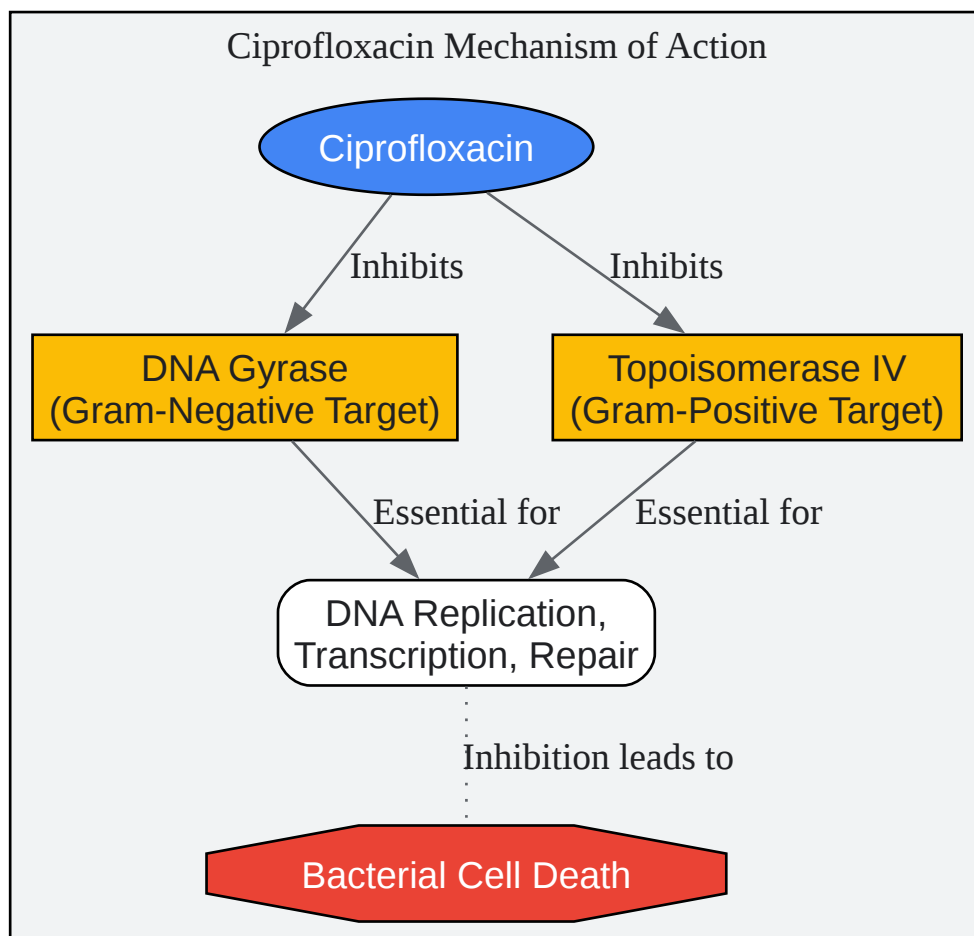 Ciprofloxacin Mechanism of Action
Ciprofloxacin
Inhibits
Inhibits
DNA Gyrase
(Gram-Negative Target)
Topoisomerase IV
(Gram-Positive Target)
Essential for
Essential for
DNA Replication,
Transcription, Repair
Inhibition leads to
Bacterial Cell Death